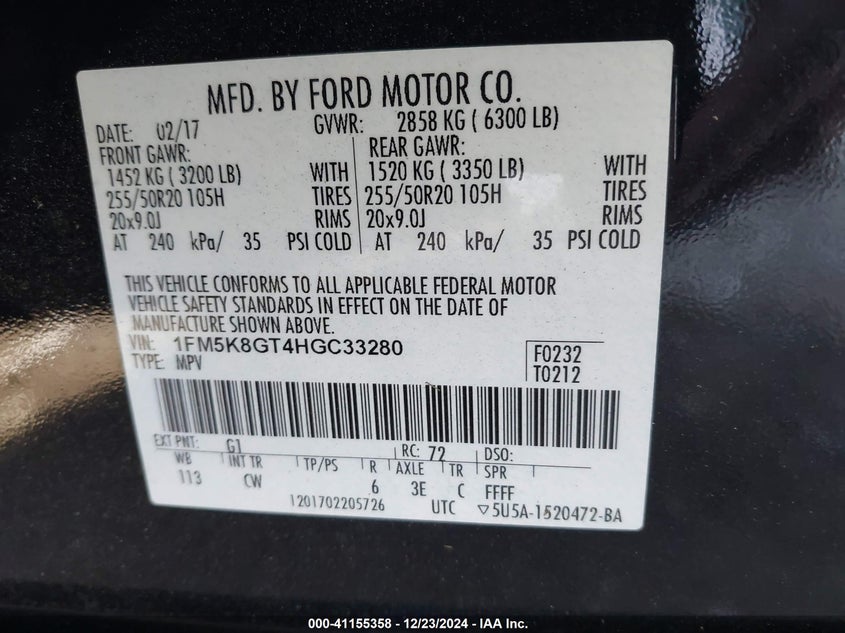 MFD. BY FORD MOTOR CO.
DATE: 02/17 GVWR: 2858 KG ( 6300 LB)
FRONT GAWR: REAR GAWR:
1452 KG ( 3200 LB) WITH 1520 KG ( 3350 LB) WITH
255/50R20 105H TIRES 255/50R20 105H TIRES
20x9.0J RIMS 20x9.0J RIMS
AT 240 kPa/ 35 PSI COLD AT 240 kPa/ 35 PSI COLD
THIS VEHICLE CONFORMS TO ALL APPLICABLE FEDERAL MOTOR
VEHICLE SAFETY STANDARDS IN EFFECT ON THE DATE OF
MANUFACTURE SHOWN ABOVE.
VIN: 1FM5K8GT4HGC33280 F0232
TYPE: MPV T0212
EXT PNT: G1 RC: 72 DSO:
WB INT TR TP/PS R AXLE TR SPR
113 CW 6 3E C FFFF
1201702205726 UTC ▽5U5A-1520472-BA
000-41155358 - 12/23/2024 - IAA Inc.